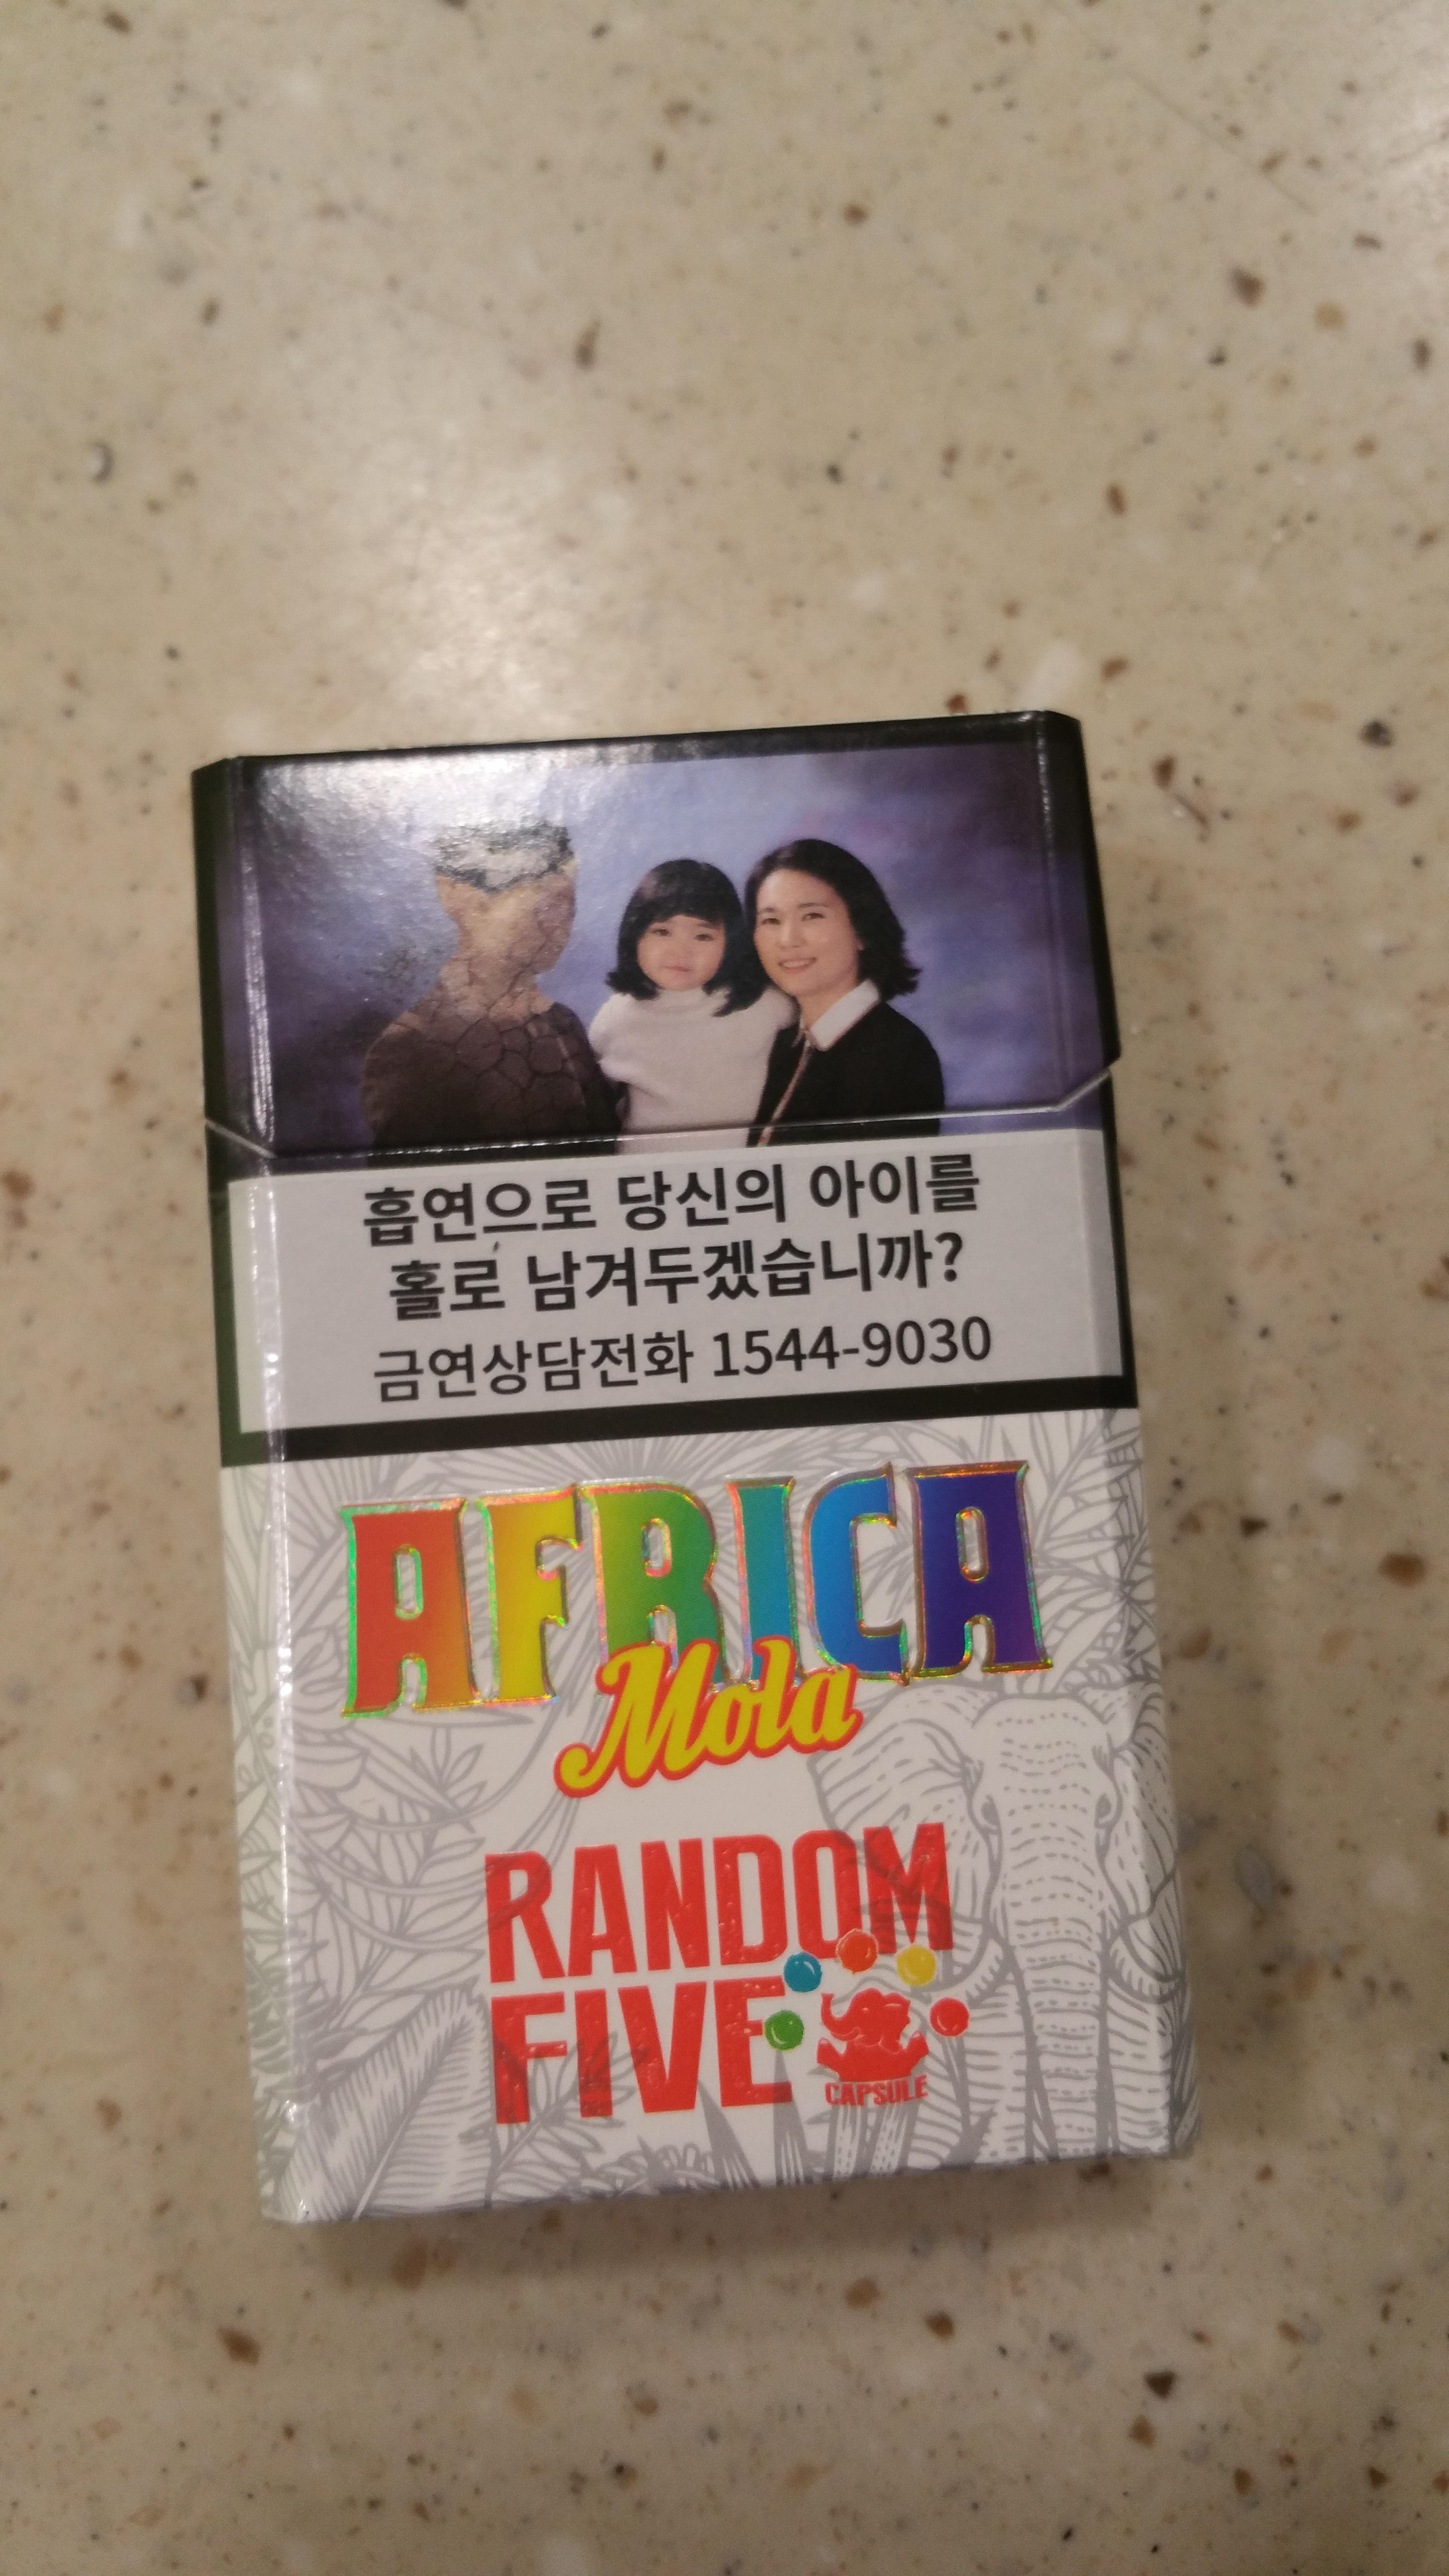 흡연으로 당신의 아이를
홀로 남겨두겠습니까?
금연상담전화 1544-9030
AFRICA
Mola
RANDOM
FIVE
CAPSULE